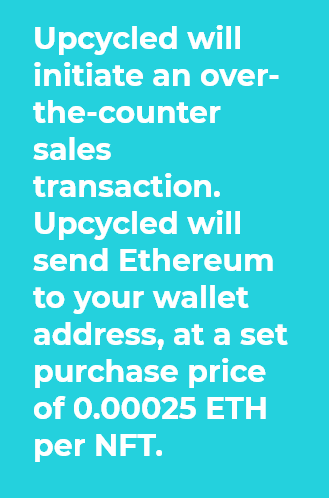 Upcycled will
initiate an over-
the-counter
sales
transaction.
Upcycled will
send Ethereum
to your wallet
address, at a set
purchase price
of 0.00025 ETH
per NFT.